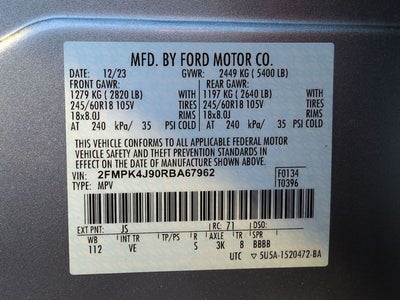 MFD. BY FORD MOTOR CO.
DATE: 12/23 GVWR: 2449 KG ( 5400 LB)
FRONT GAWR: REAR GAWR:
1279 KG ( 2820 LB) WITH 1197 KG ( 2640 LB)
245/60R18 105V TIRES 245/60R18 105V
18x8.0J RIMS 18x8.0J
AT 240 kPa/ 35 PSI COLD AT 240 kPa/ 35 PSI COLD
THIS VEHICLE CONFORMS TO ALL APPLICABLE FEDERAL MOTOR
VEHICLE SAFETY AND THEFT PREVENTION STANDARDS IN EFFECT
ON THE DATE OF MANUFACTURE SHOWN ABOVE.
VIN: 2FMPK4J90RBA67962 F0134
TYPE: MPV T0396
EXT PNT: JS RC: 71 DSO:
WB INT TR TP/PS R AXLE TR SPR
112 VE S 3K B BBBB
UTC 5U5A-1520472-BA